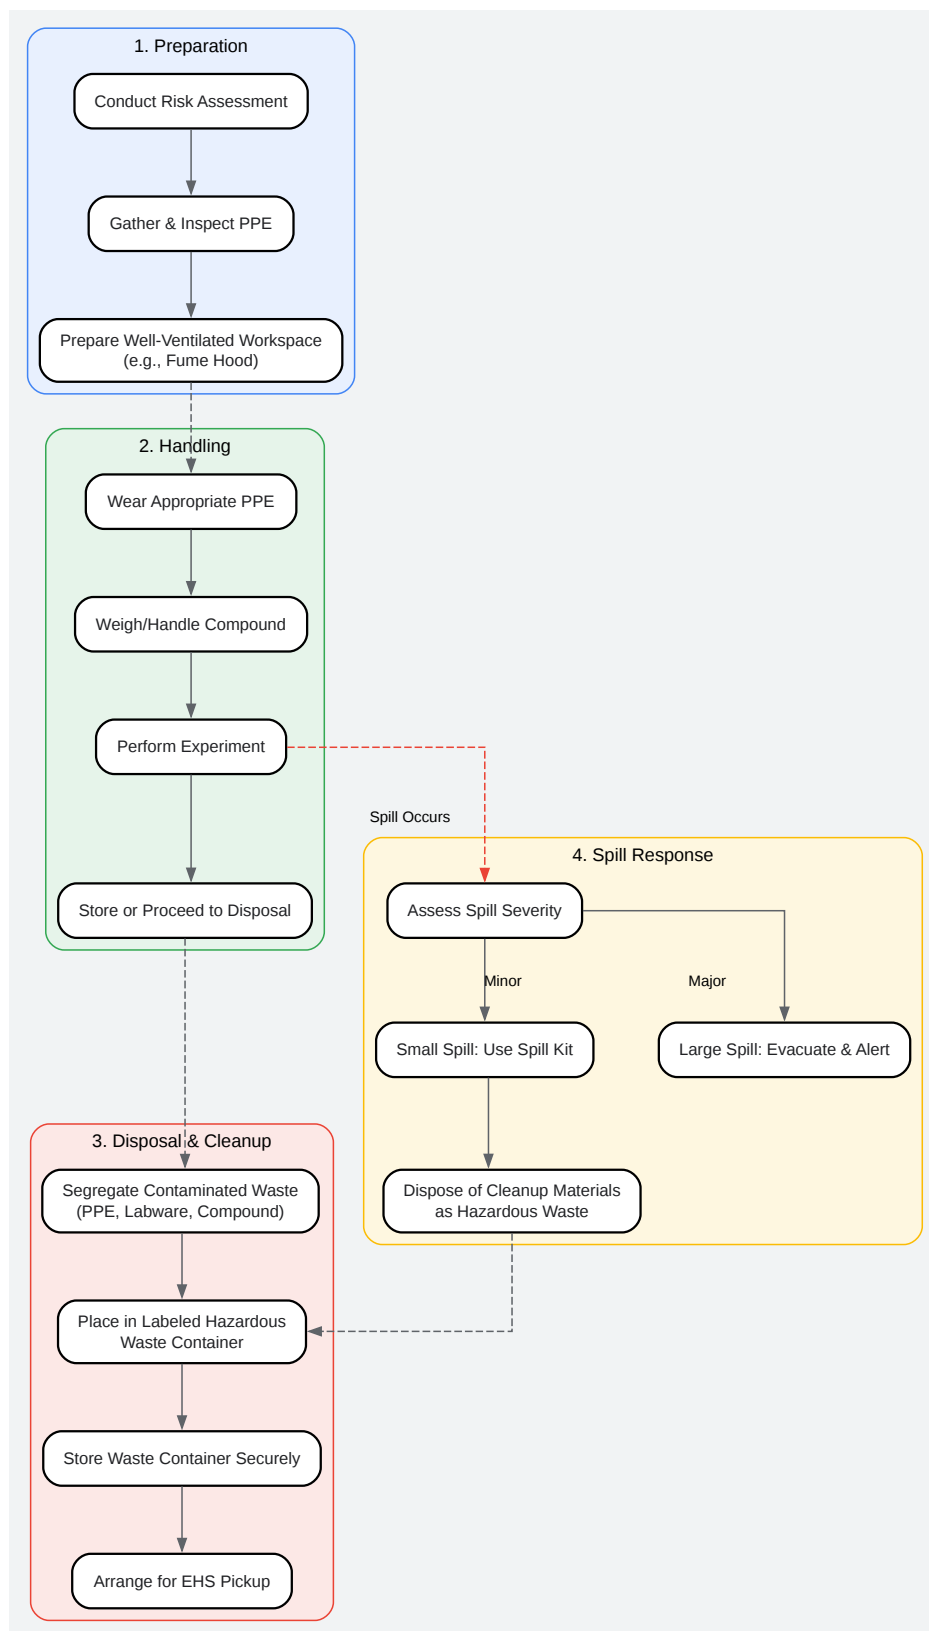 1. Preparation
Conduct Risk Assessment
Gather & Inspect PPE
Prepare Well-Ventilated Workspace
(e.g., Fume Hood)
2. Handling
Wear Appropriate PPE
Weigh/Handle Compound
Perform Experiment
Store or Proceed to Disposal
Spill Occurs
4. Spill Response
Assess Spill Severity
Minor
Major
Small Spill: Use Spill Kit
Large Spill: Evacuate & Alert
Dispose of Cleanup Materials
as Hazardous Waste
3. Disposal & Cleanup
Segregate Contaminated Waste
(PPE, Labware, Compound)
Place in Labeled Hazardous
Waste Container
Store Waste Container Securely
Arrange for EHS Pickup